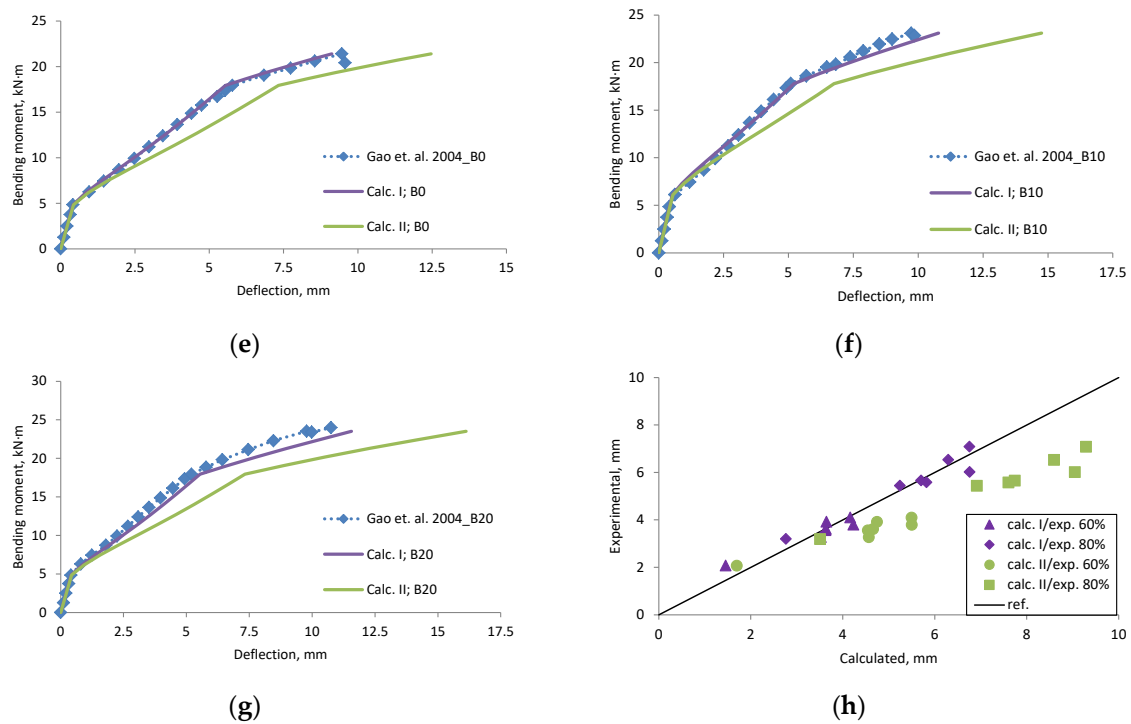 25
20
15
10
5
0
Bending moment, kN·m
Gao et. al. 2004_B0
Calc. I; B0
Calc. II; B0
0 2.5 5 7.5 10 12.5 15
Deflection, mm
(e)
25
20
15
10
5
0
Bending moment, kN·m
Gao et. al. 2004_B10
Calc. I; B10
Calc. II; B10
0 2.5 5 7.5 10 12.5 15 17.5
Deflection, mm
(f)
30
25
20
15
10
5
0
Bending moment, kN·m
Gao et. al. 2004_B20
Calc. I; B20
Calc. II; B20
0 2.5 5 7.5 10 12.5 15 17.5
Deflection, mm
(g)
10
8
6
4
2
0
Experimental, mm
calc. I/exp. 60%
calc. I/exp. 80%
calc. II/exp. 60%
calc. II/exp. 80%
ref.
0 2 4 6 8 10
Calculated, mm
(h)